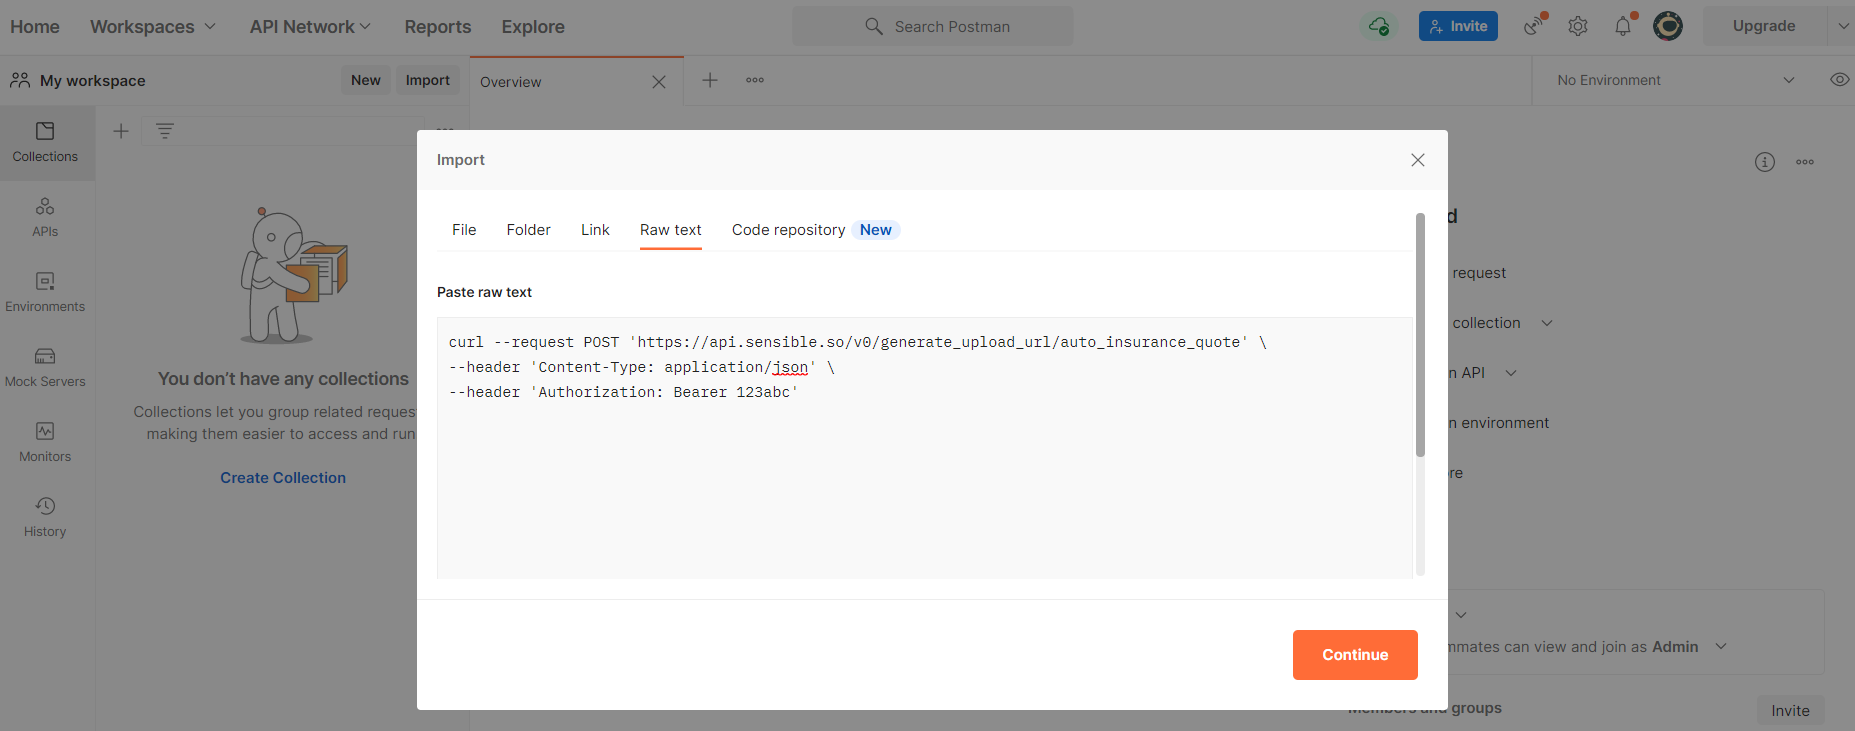 Home Workspaces API Network Reports Explore Search Postman Invite Upgrade
My workspace New Import Overview No Environment
Collections
APIs
Environments
Mock Servers
Monitors
History
You don't have any collections
Collections let you group related reques
making them easier to access and run
Create Collection
Import
File Folder Link Raw text Code repository New
Paste raw text
curl --request POST 'https://api.sensible.so/v0/generate_upload_url/auto_insurance_quote' \
--header 'Content-Type: application/json' \
--header 'Authorization: Bearer 123abc'
Continue
d
request
collection
n API
n environment
re
mmates can view and join as Admin
groups
Invite